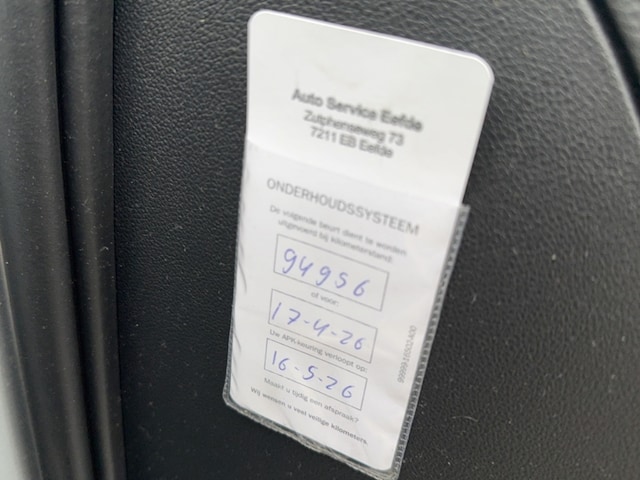 Auto Service Eefde
Zutphenseweg 73
7211 EB Eefde
ONDERHOUDSSYSTEEM
De volgende beurt dient te worden
uitgevoerd bij kilometerstand:
94956
of voor:
17-4-26
Uw APK-keuring verloopt op:
16-5-26
Maakt u tijdig een afspraak?
Wij wensen u veel veilige kilometers.